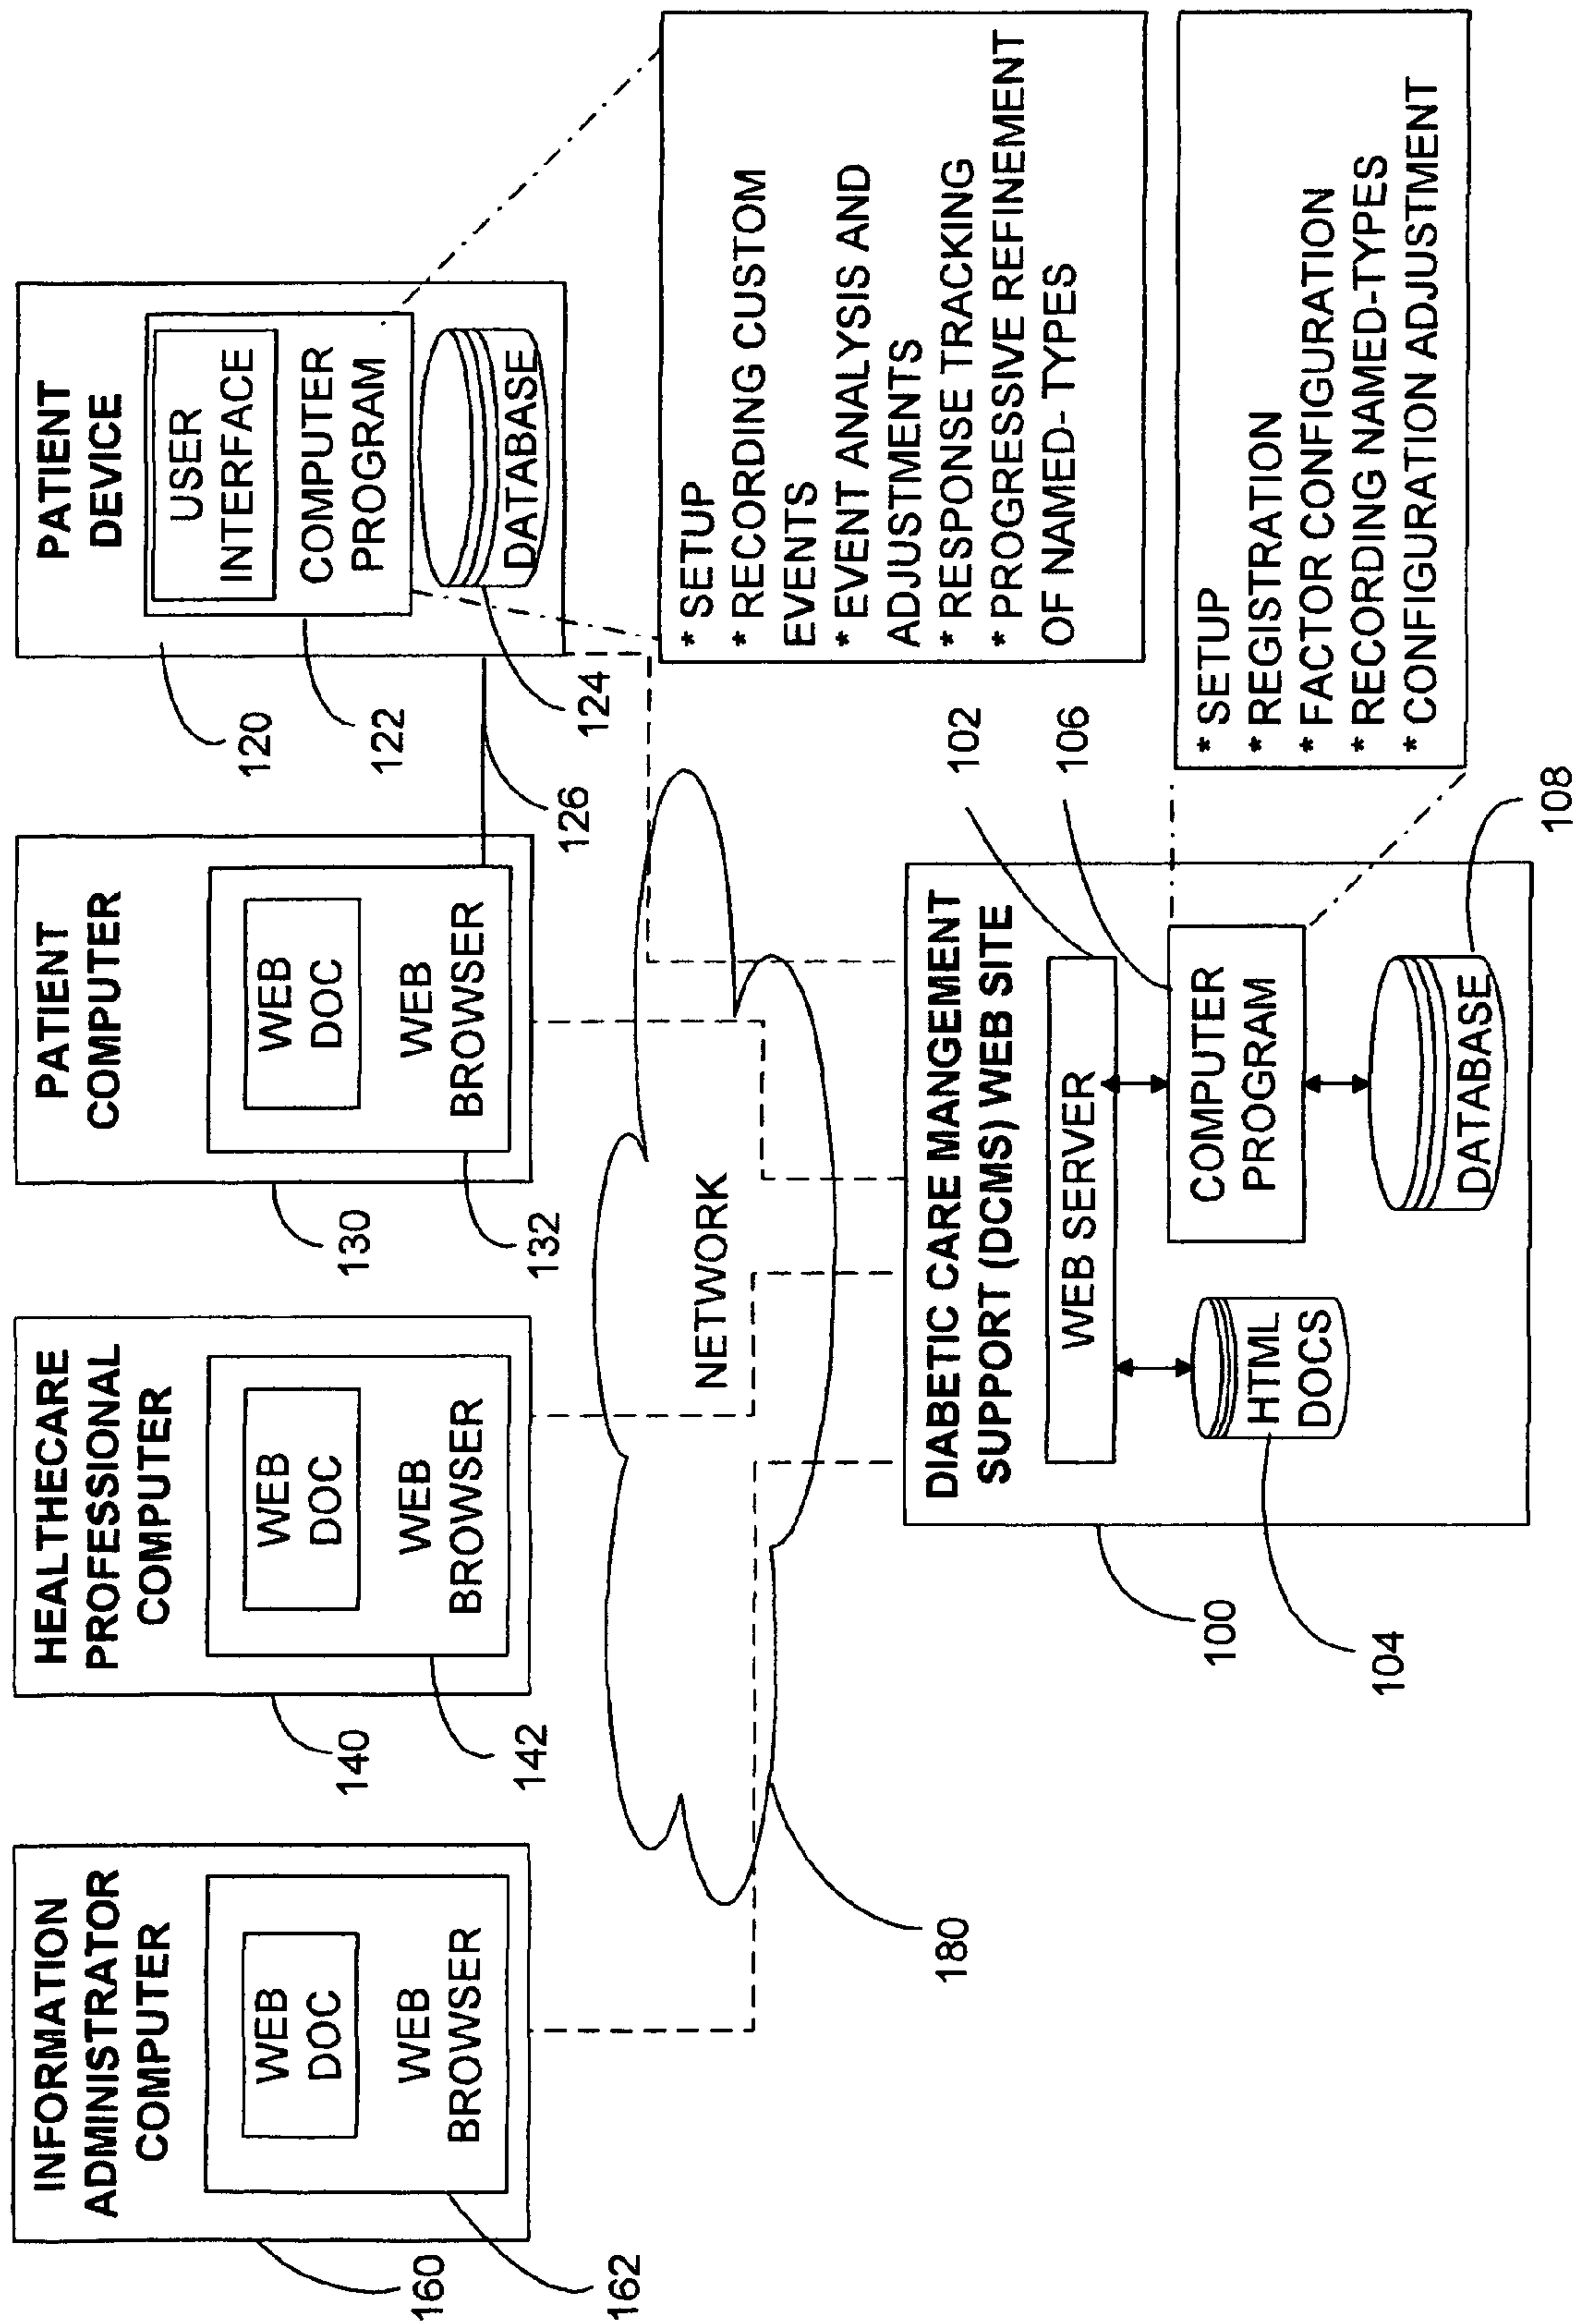 INFORMATION
ADMINISTRATOR
COMPUTER
WEB
DOC
WEB
BROWSER
160
162
HEALTHECARE
PROFESSIONAL
COMPUTER
WEB
DOC
WEB
BROWSER
140
142
PATIENT
COMPUTER
WEB
DOC
WEB
BROWSER
130
132
PATIENT
DEVICE
USER
INTERFACE
COMPUTER
PROGRAM
DATABASE
120
122
124
126
NETWORK
180
* SETUP
* RECORDING CUSTOM
EVENTS
* EVENT ANALYSIS AND
ADJUSTMENTS
* RESPONSE TRACKING
* PROGRESSIVE REFINEMENT
OF NAMED- TYPES
DIABETIC CARE MANGEMENT
SUPPORT (DCMS) WEB SITE
WEB SERVER
HTML
DOCS
COMPUTER
PROGRAM
DATABASE
100
104
102
106
108
* SETUP
* REGISTRATION
* FACTOR CONFIGURATION
* RECORDING NAMED-TYPES
* CONFIGURATION ADJUSTMENT